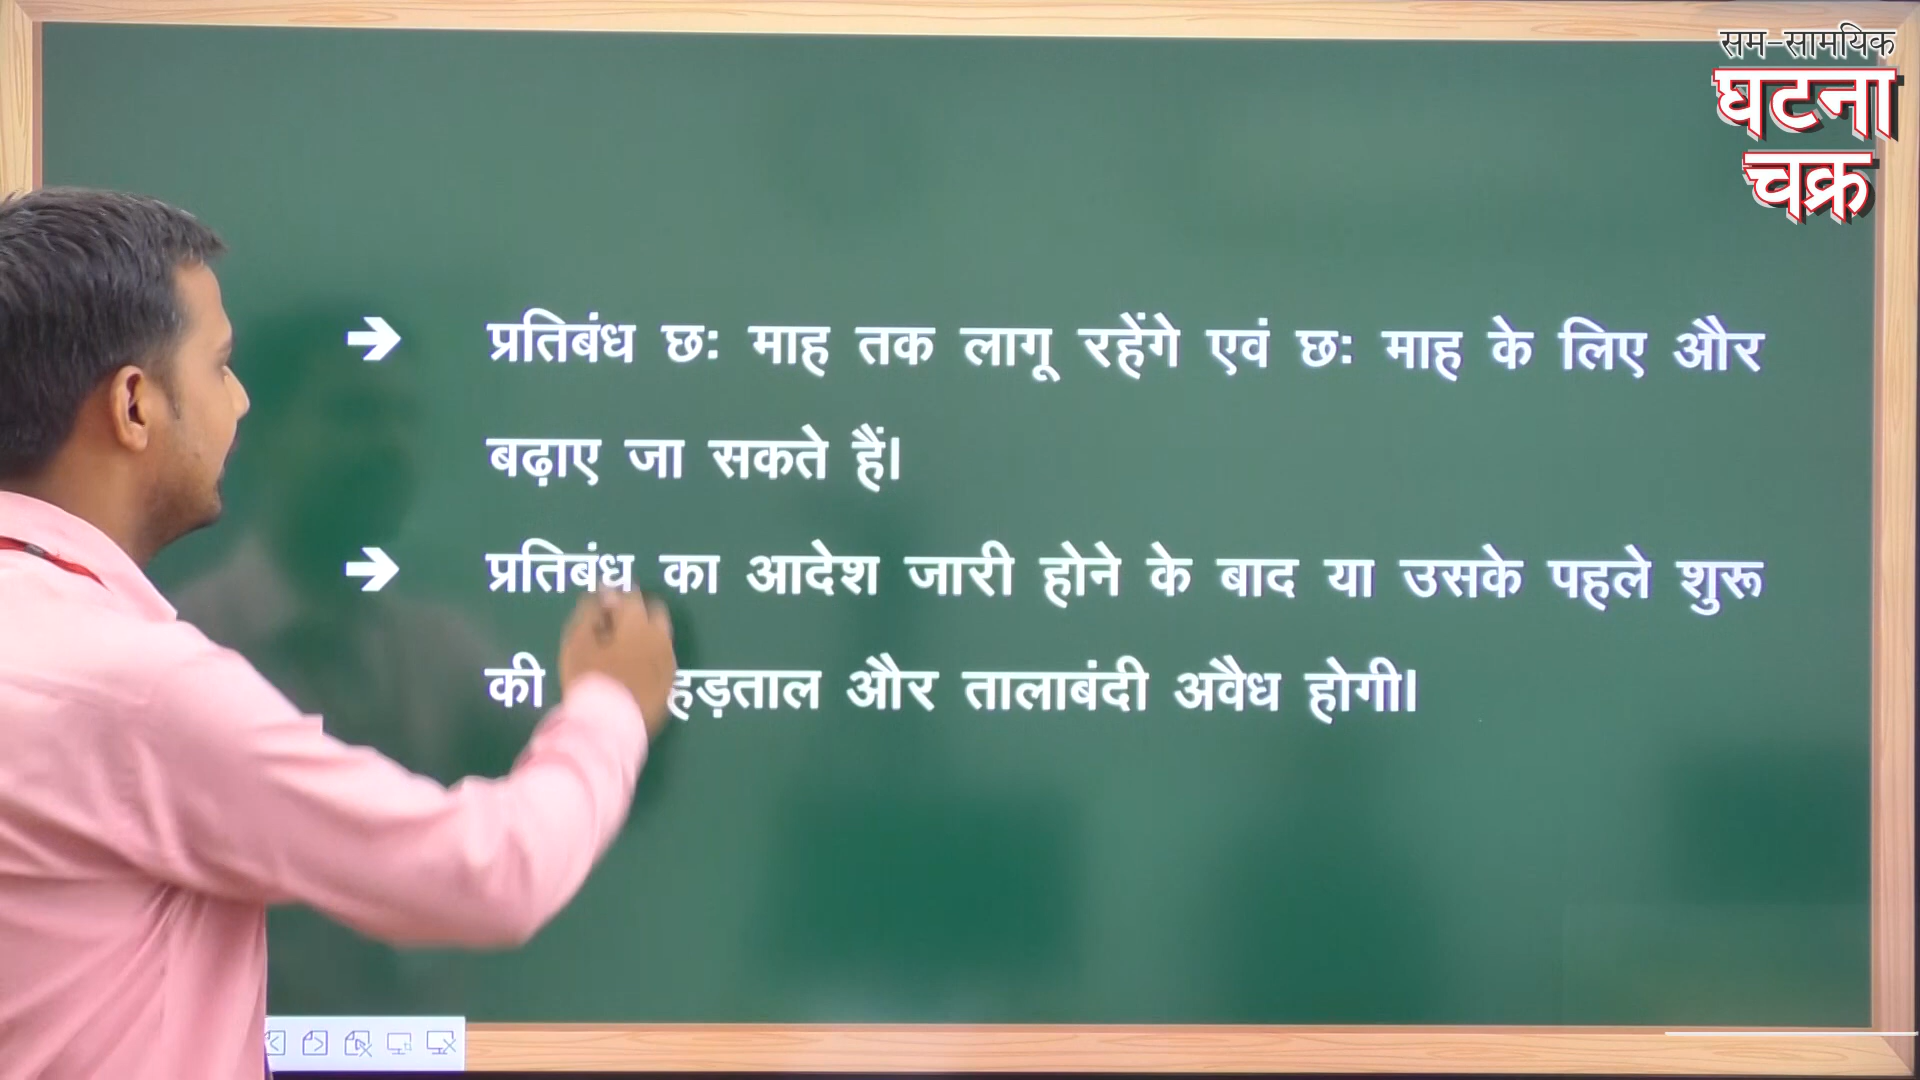 सम-सामयिक
घटना
चक्र
➔ प्रतिबंध छः माह तक लागू रहेंगे एवं छः माह के लिए और
बढ़ाए जा सकते हैं।
➔ प्रतिबंध का आदेश जारी होने के बाद या उसके पहले शुरू
की हड़ताल और तालाबंदी अवैध होगी।